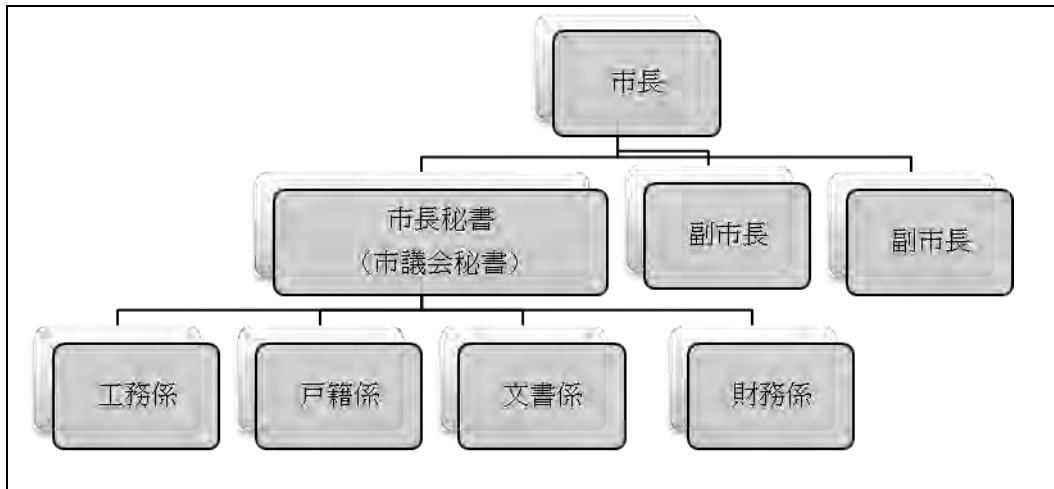 市長
市長秘書
（市議会秘書）
副市長
副市長
工務係
戸籍係
文書係
財務係